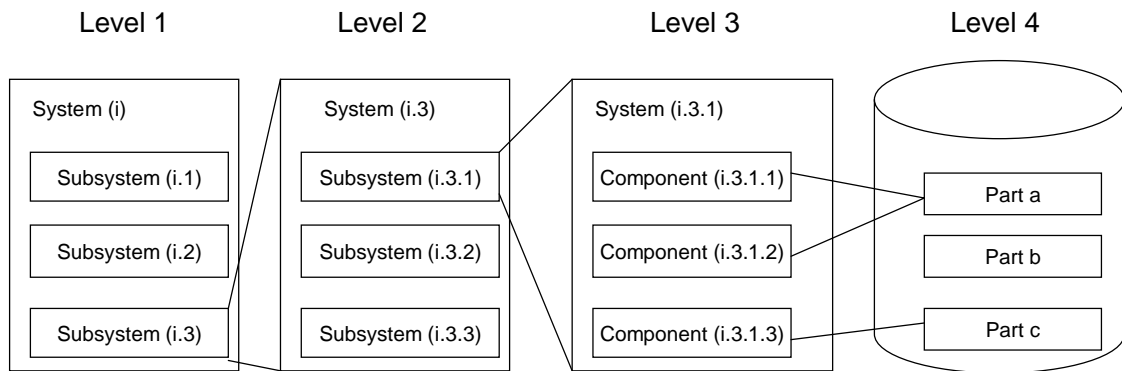 Level 1
Level 2
Level 3
Level 4
System (i)
Subsystem (i.1)
Subsystem (i.2)
Subsystem (i.3)
System (i.3)
Subsystem (i.3.1)
Subsystem (i.3.2)
Subsystem (i.3.3)
System (i.3.1)
Component (i.3.1.1)
Component (i.3.1.2)
Component (i.3.1.3)
Part a
Part b
Part c